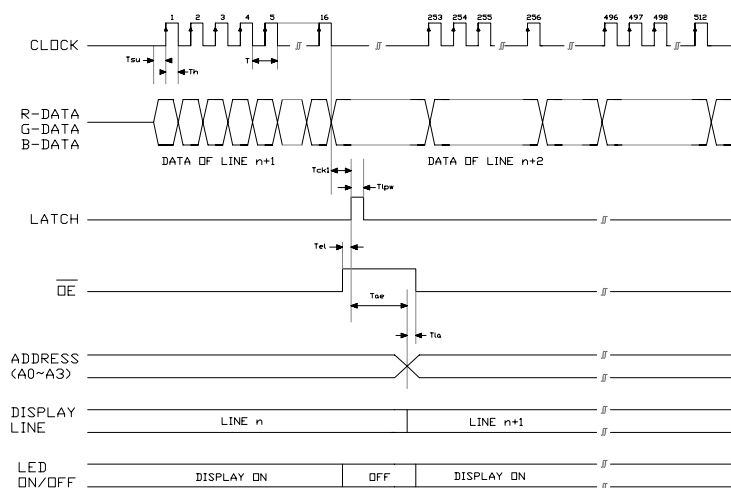 1 2 3 4 5 16 253 254 255 256 496 497 498 512
CLOCK
Tsu Th T
R-DATA
G-DATA
B-DATA
DATA OF LINE n+1 DATA OF LINE n+2
Tck1
Tlpw
LATCH
Tel
OE
Tae
Tla
ADDRESS
(A0~A3)
DISPLAY
LINE
LINE n LINE n+1
LED
ON/OFF
DISPLAY ON OFF DISPLAY ON